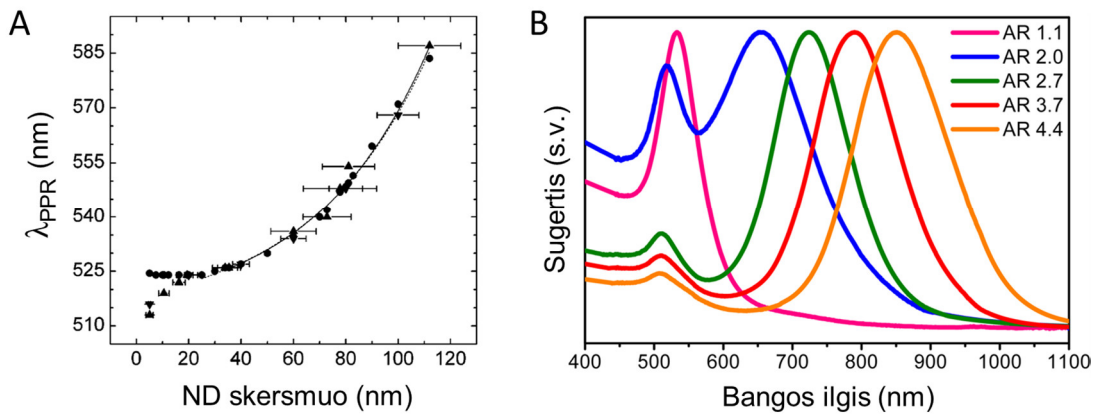 A
585
570
555
540
525
510
λPPR (nm)
0 20 40 60 80 100 120
ND skersmuo (nm)
B
Sugertis (s.v.)
AR 1.1
AR 2.0
AR 2.7
AR 3.7
AR 4.4
400 500 600 700 800 900 1000 1100
Bangos ilgis (nm)